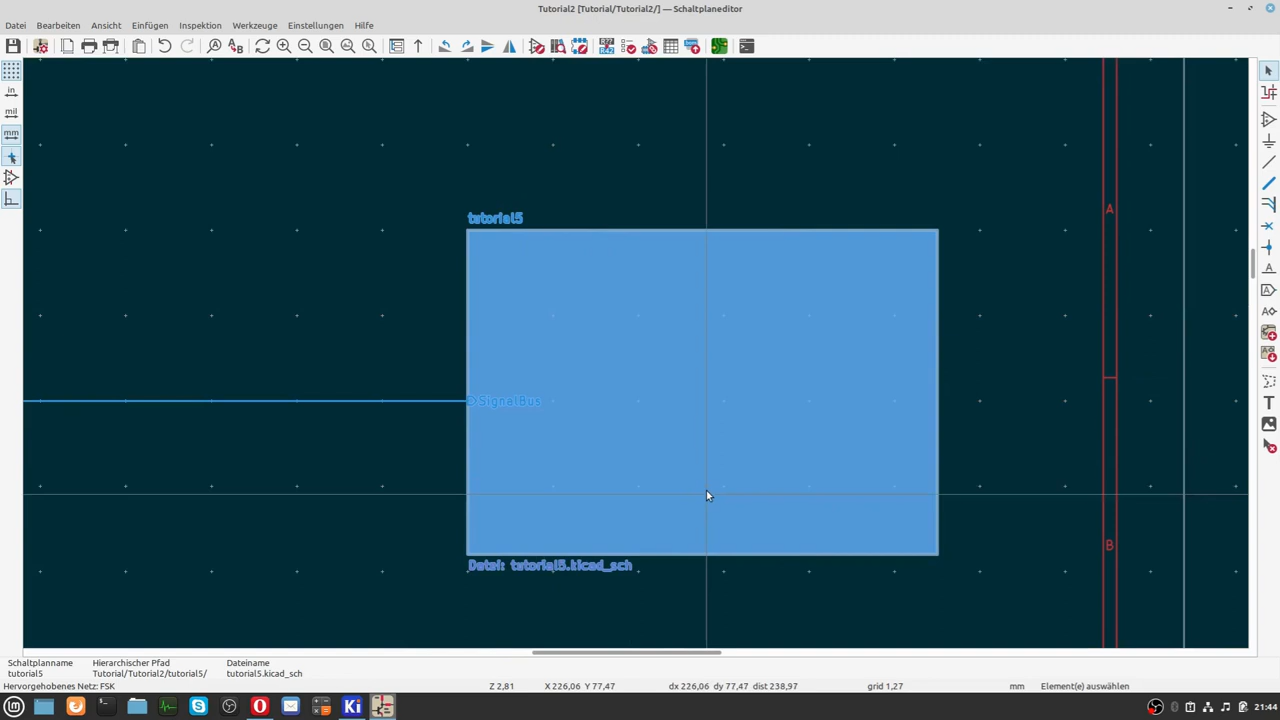 Tutorial2 [Tutorial/Tutorial2/] — Schaltplaneditor
Datei Bearbeiten Ansicht Einfügen Inspektion Werkzeuge Einstellungen Hilfe
in
mil
mm
A
tutorial5
SignalBus
B
Datei: tutorial5.kicad_sch
Schaltplanname Hierarchischer Pfad Dateiname
tutorial5 Tutorial/Tutorial2/tutorial5/ tutorial5.kicad_sch
Hervorgehobenes Netz: FSK Z 2,81 X 226,06 Y 77,47 dx 226,06 dy 77,47 dist 238,97 grid 1,27 mm Element(e) auswählen
Ki
21:44